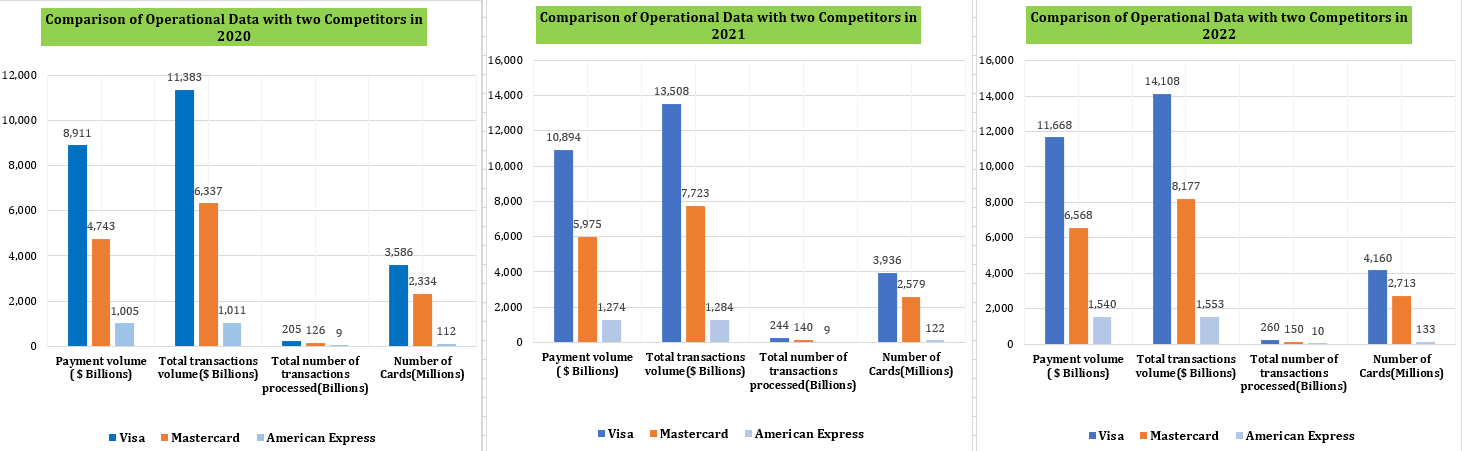 Comparison of Operational Data with two Competitors in
2020
12,000
10,000
8,000
6,000
4,000
2,000
0
8,911
4,743
1,005
11,383
6,337
1,011
205 126 9
3,586
2,334
112
Payment volume
( $ Billions)
Total transactions
volume($ Billions)
Total number of
transactions
processed(Billions)
Number of
Cards(Millions)
Visa Mastercard American Express
Comparison of Operational Data with two Competitors in
2021
16,000
14,000
12,000
10,000
8,000
6,000
4,000
2,000
0
10,894
5,975
1,274
13,508
7,723
1,284
244 140 9
3,936
2,579
122
Payment volume
( $ Billions)
Total transactions
volume($ Billions)
Total number of
transactions
processed(Billions)
Number of
Cards(Millions)
Visa Mastercard American Express
Comparison of Operational Data with two Competitors in
2022
16,000
14,000
12,000
10,000
8,000
6,000
4,000
2,000
0
11,668
6,568
1,540
14,108
8,177
1,553
260 150 10
4,160
2,713
133
Payment volume
( $ Billions)
Total transactions
volume($ Billions)
Total number of
transactions
processed(Billions)
Number of
Cards(Millions)
Visa Mastercard American Express